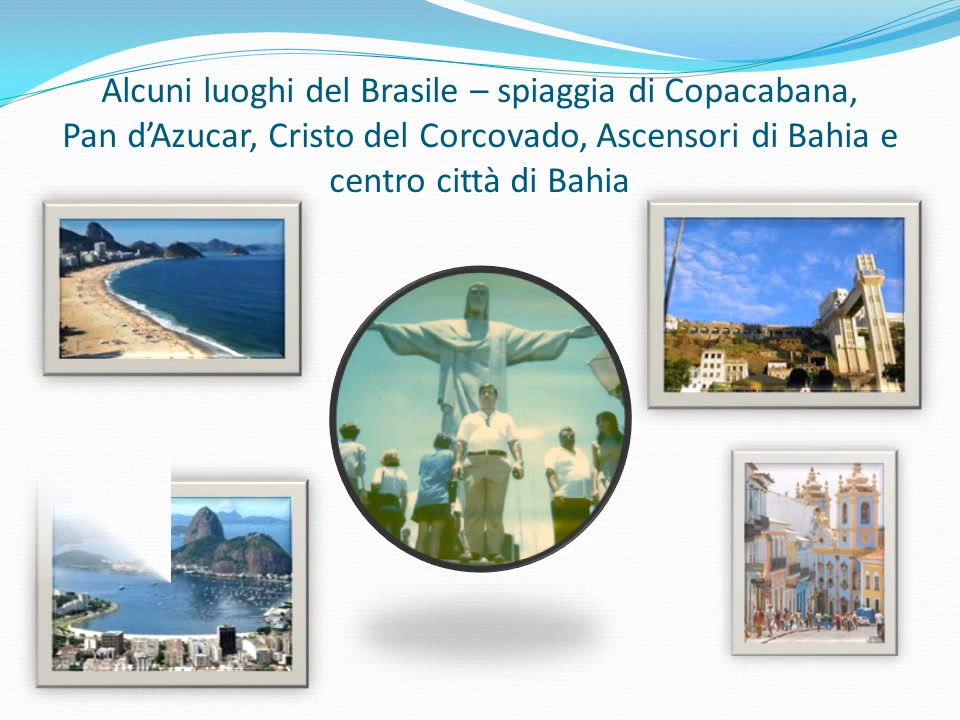 Alcuni luoghi del Brasile – spiaggia di Copacabana,
Pan d’Azucar, Cristo del Corcovado, Ascensori di Bahia e
centro città di Bahia